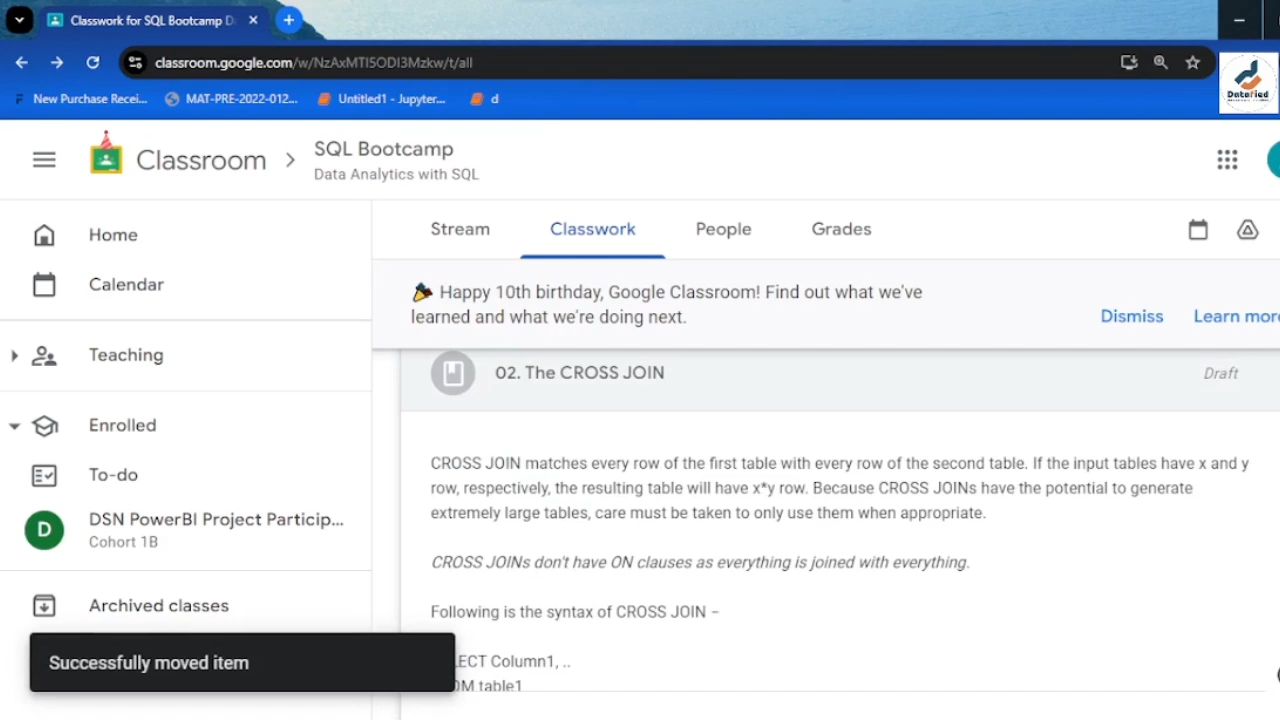 Classwork for SQL Bootcamp D
classroom.google.com/w/NzAxMTI5ODI3Mzkw/t/all
New Purchase Recei...
MAT-PRE-2022-012...
Untitled1 - Jupyter...
d
DataFied
Classroom
SQL Bootcamp
Data Analytics with SQL
Home
Calendar
Teaching
Enrolled
To-do
D
DSN PowerBI Project Particip...
Cohort 1B
Archived classes
Successfully moved item
Stream
Classwork
People
Grades
Happy 10th birthday, Google Classroom! Find out what we've
learned and what we're doing next.
Dismiss
Learn more
02. The CROSS JOIN
Draft
CROSS JOIN matches every row of the first table with every row of the second table. If the input tables have x and y
row, respectively, the resulting table will have x*y row. Because CROSS JOINs have the potential to generate
extremely large tables, care must be taken to only use them when appropriate.
CROSS JOINs don't have ON clauses as everything is joined with everything.
Following is the syntax of CROSS JOIN –
LECT Column1, ..
OM table1